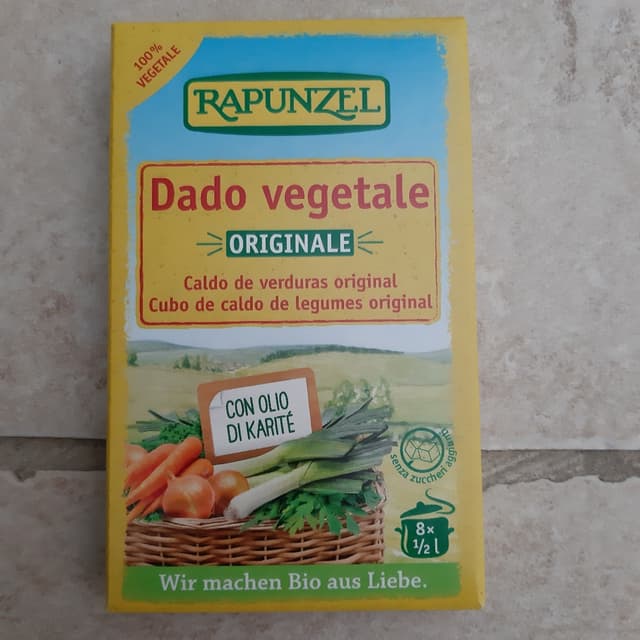 100%
VEGETALE
RAPUNZEL
Dado vegetale
ORIGINALE
Caldo de verduras original
Cubo de caldo de legumes original
CON OLIO
DI KARITÉ
senza zuccheri aggiunti
8x
½ l
Wir machen Bio aus Liebe.